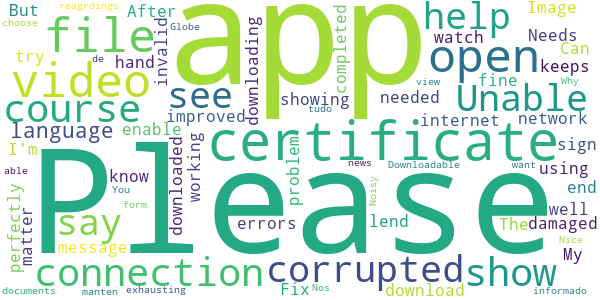 But choose reagrdings After Globe invalid downloading app completed help Image
file hand watch Needs Can
try de video see showing tudo needed open fine view keeps Why
course improved Unable network
language enable internet sign
I'm certificate using
know working problem news Downloadable want end
able matter You downloaded Please
perfectly say form errors lend Noisy The damaged well
message My
connection corrupted show Nice
documents manten exhausting Fix Nos download informado